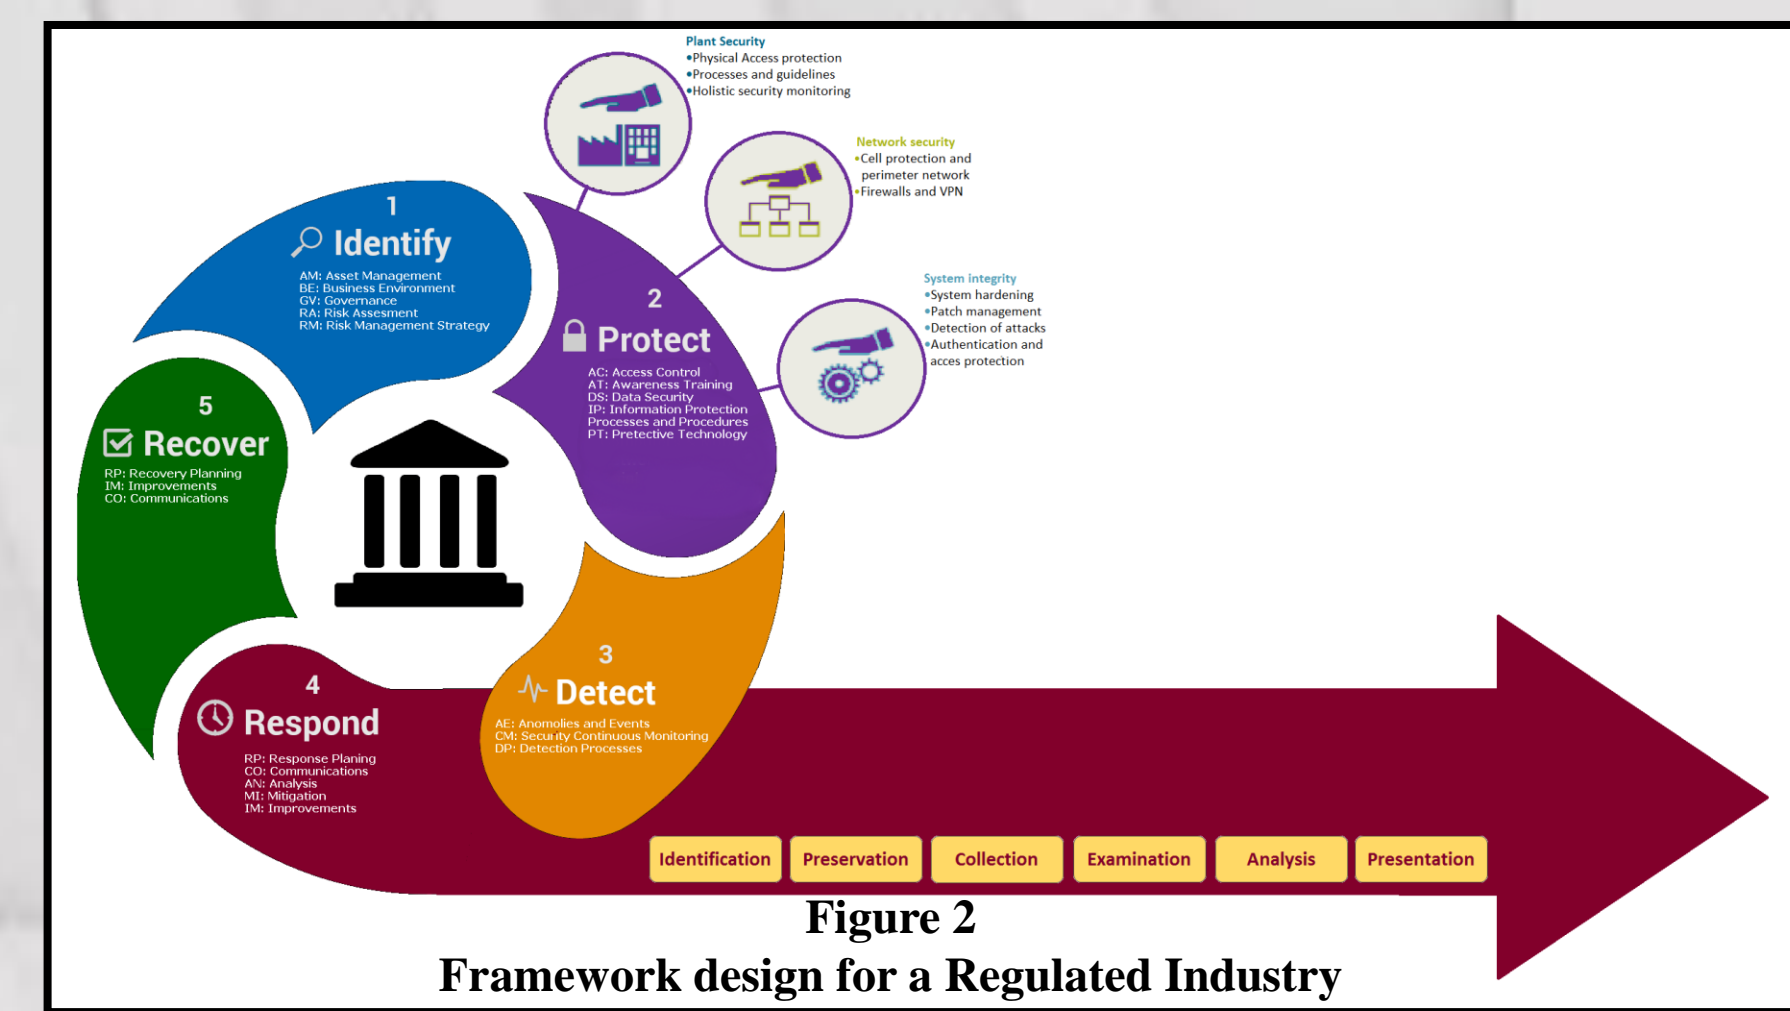 Plant Security
•Physical Access protection
•Processes and guidelines
•Holistic security monitoring
Network security
•Cell protection and
perimeter network
•Firewalls and VPN
System integrity
•System hardening
•Patch management
•Detection of attacks
•Authentication and
acces protection
1
Identify
AM: Asset Management
BE: Business Environment
GV: Governance
RA: Risk Assesment
RM: Risk Management Strategy
2
Protect
AC: Access Control
AT: Awareness Training
DS: Data Security
IP: Information Protection
Processes and Procedures
PT: Pretective Technology
3
Detect
AE: Anomolies and Events
CM: Security Continuous Monitoring
DP: Detection Processes
4
Respond
RP: Response Planing
CO: Communications
AN: Analysis
MI: Mitigation
IM: Improvements
5
Recover
RP: Recovery Planning
IM: Improvements
CO: Communications
Identification Preservation Collection Examination Analysis Presentation
Figure 2
Framework design for a Regulated Industry